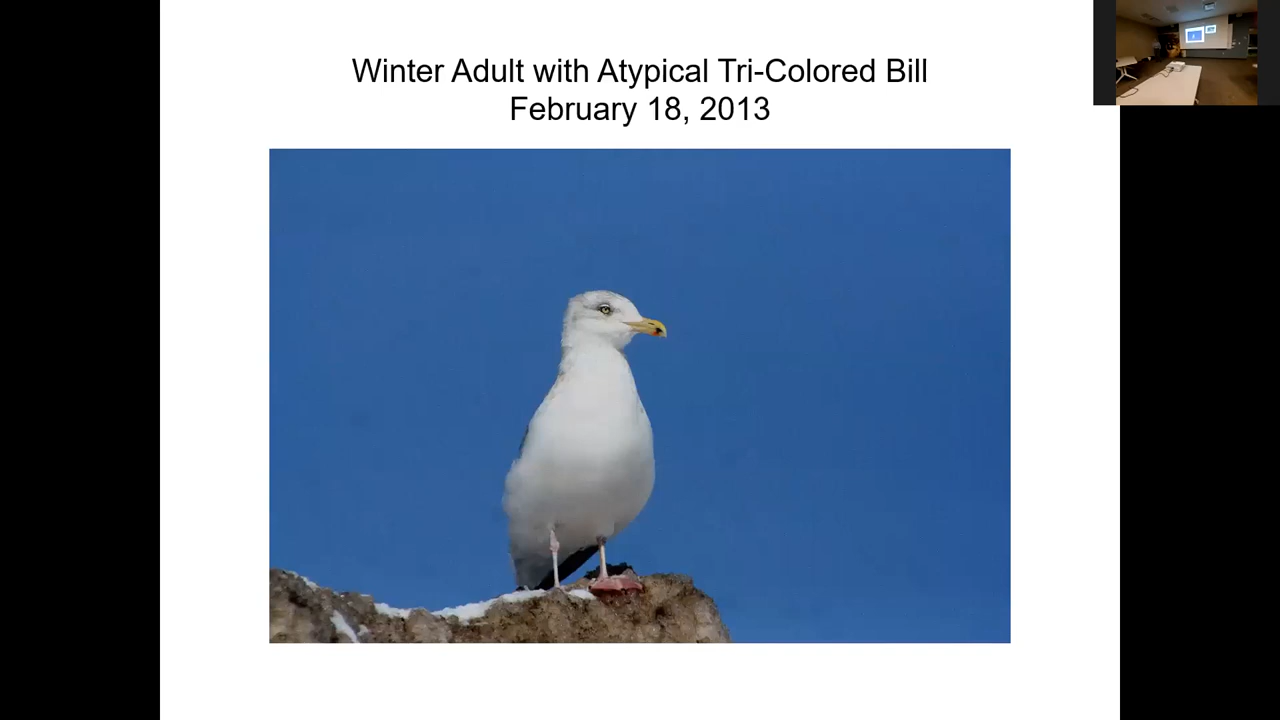 Winter Adult with Atypical Tri-Colored Bill
February 18, 2013